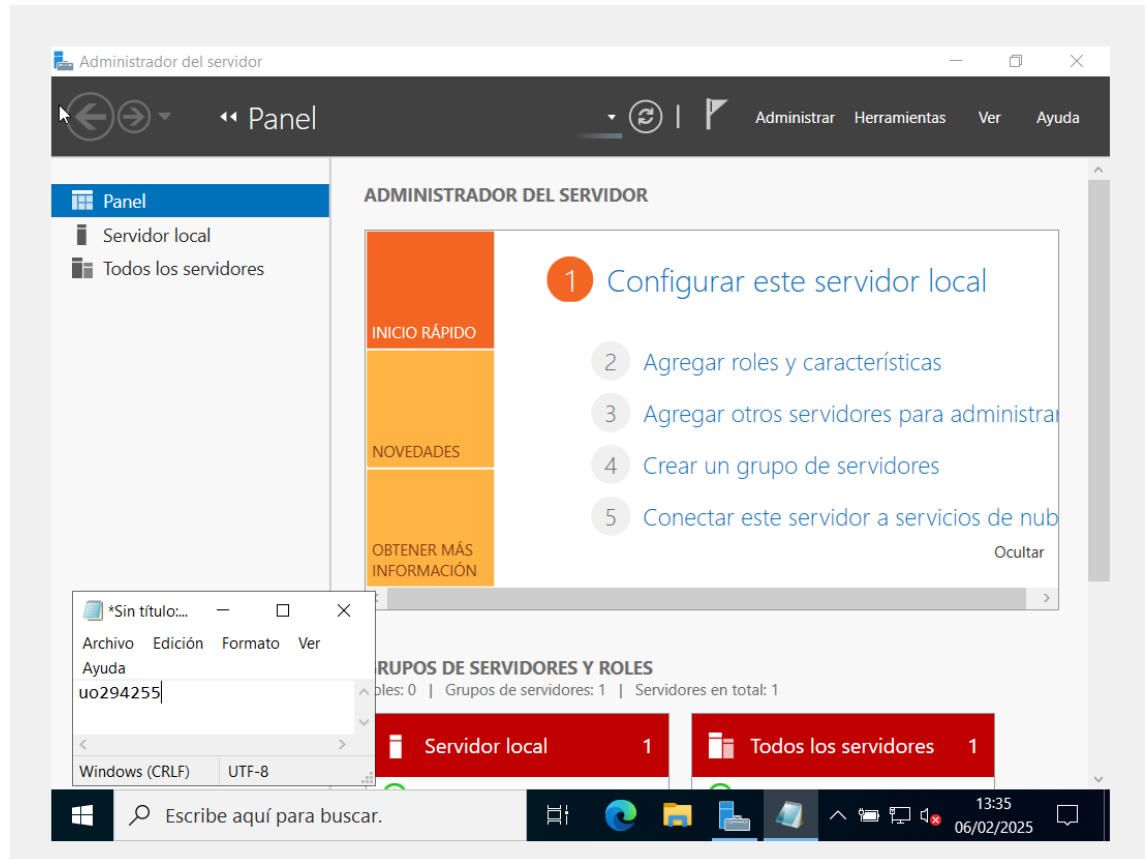 Administrador del servidor
Panel
Administrar Herramientas Ver Ayuda
Panel
Servidor local
Todos los servidores
ADMINISTRADOR DEL SERVIDOR
INICIO RÁPIDO
NOVEDADES
OBTENER MÁS
INFORMACIÓN
1 Configurar este servidor local
2 Agregar roles y características
3 Agregar otros servidores para administrar
4 Crear un grupo de servidores
5 Conectar este servidor a servicios de nub
Ocultar
RUPOS DE SERVIDORES Y ROLES
oles: 0 | Grupos de servidores: 1 | Servidores en total: 1
Servidor local 1
Todos los servidores 1
*Sin título:...
Archivo Edición Formato Ver
Ayuda
uo294255
Windows (CRLF) UTF-8
Escribe aquí para buscar.
13:35
06/02/2025